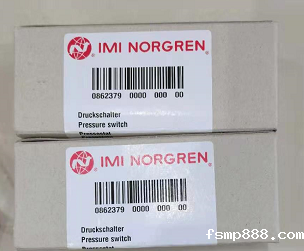 IMI NORGREN
0862379 0000 000 00
Druckschalter
Pressure switch
Pressostat
IMI NORGREN
0862379 0000 000 00
Druckschalter
Pressure switch
fsmp888.com